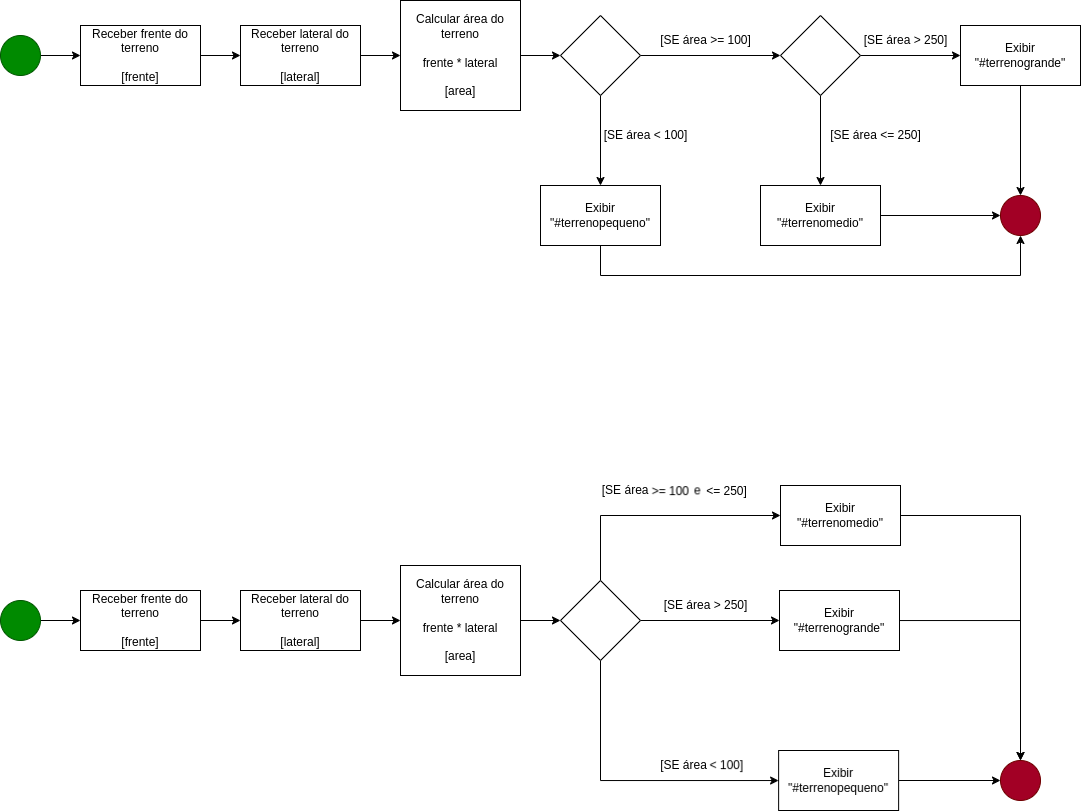 Receber frente do
terreno
[frente]
Receber lateral do
terreno
[lateral]
Calcular área do
terreno
frente * lateral
[area]
[SE área >= 100]
[SE área > 250]
Exibir
"#terrenogrande"
[SE área < 100]
[SE área <= 250]
Exibir
"#terrenopequeno"
Exibir
"#terrenomedio"
[SE área >= 100 e <= 250]
Exibir
"#terrenomedio"
Receber frente do
terreno
[frente]
Receber lateral do
terreno
[lateral]
Calcular área do
terreno
frente * lateral
[area]
[SE área > 250]
Exibir
"#terrenogrande"
[SE área < 100]
Exibir
"#terrenopequeno"